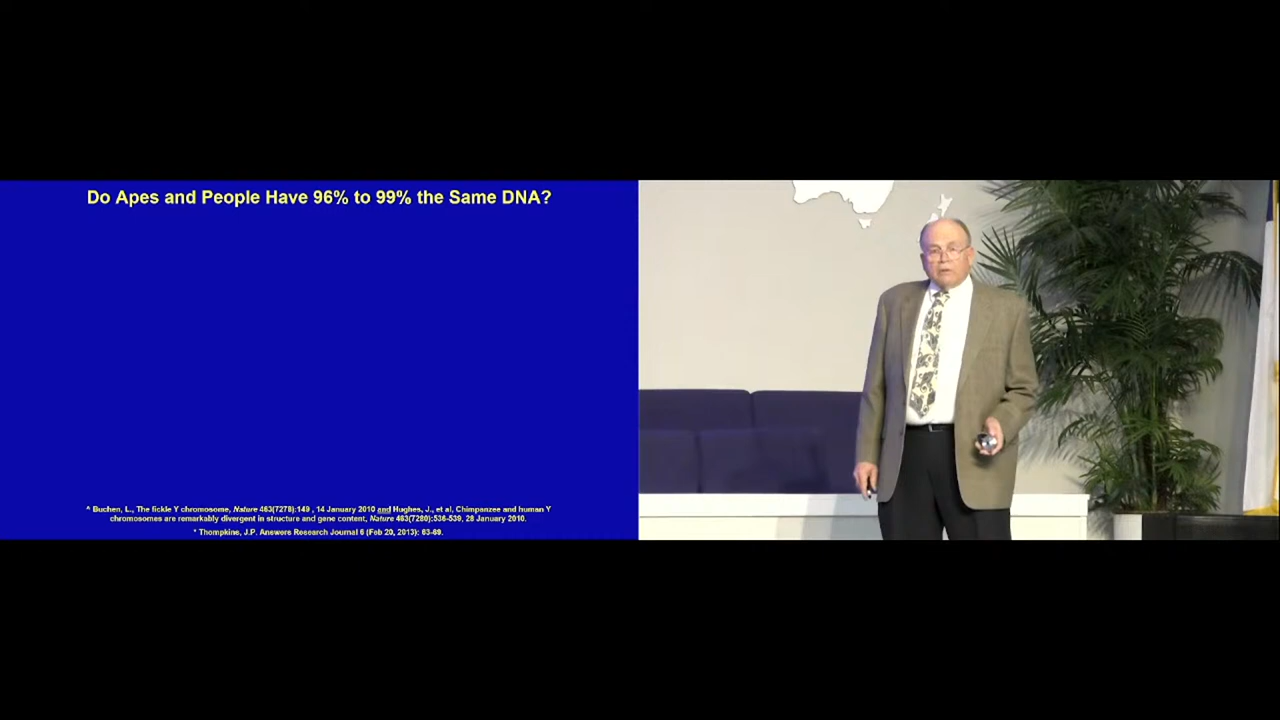 Do Apes and People Have 96% to 99% the Same DNA?
^ Buchen, L., The fickle Y chromosome, Nature 463(7278):149 , 14 January 2010 and Hughes, J., et al, Chimpanzee and human Y
chromosomes are remarkably divergent in structure and gene content, Nature 463(7280):536-539, 28 January 2010.
* Thompkins, J.P. Answers Research Journal 6 (Feb 20, 2013): 63-69.